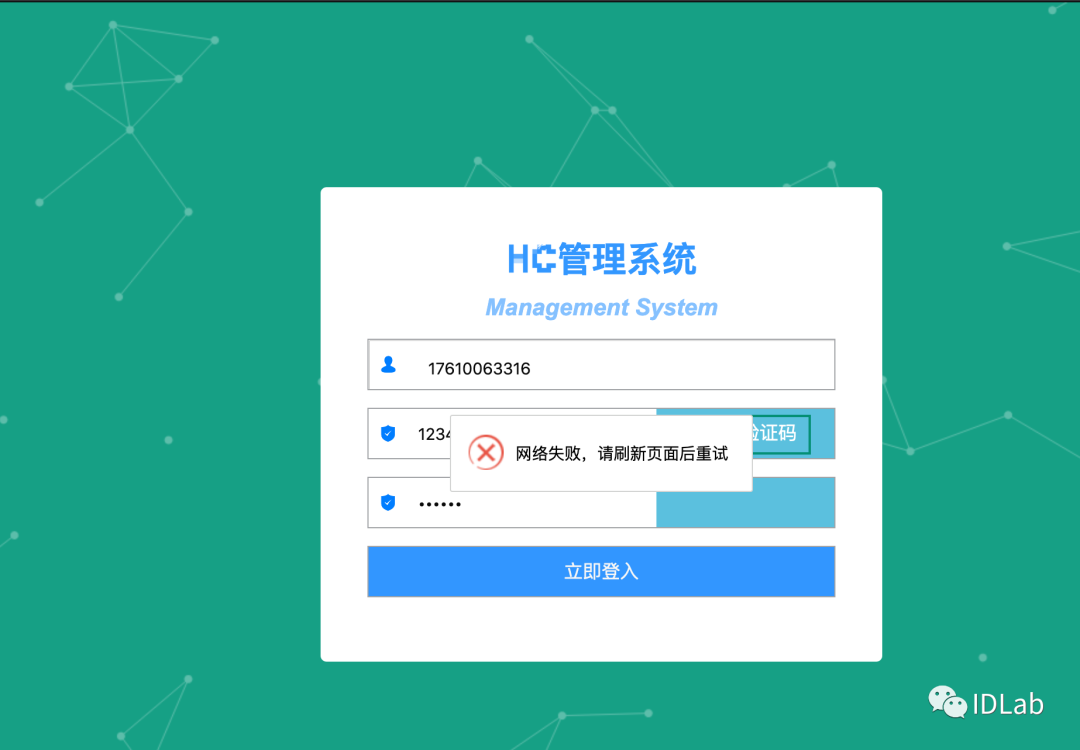 HC管理系统
Management System
17610063316
1234
证码
网络失败，请刷新页面后重试
••••••
立即登入
IDLab